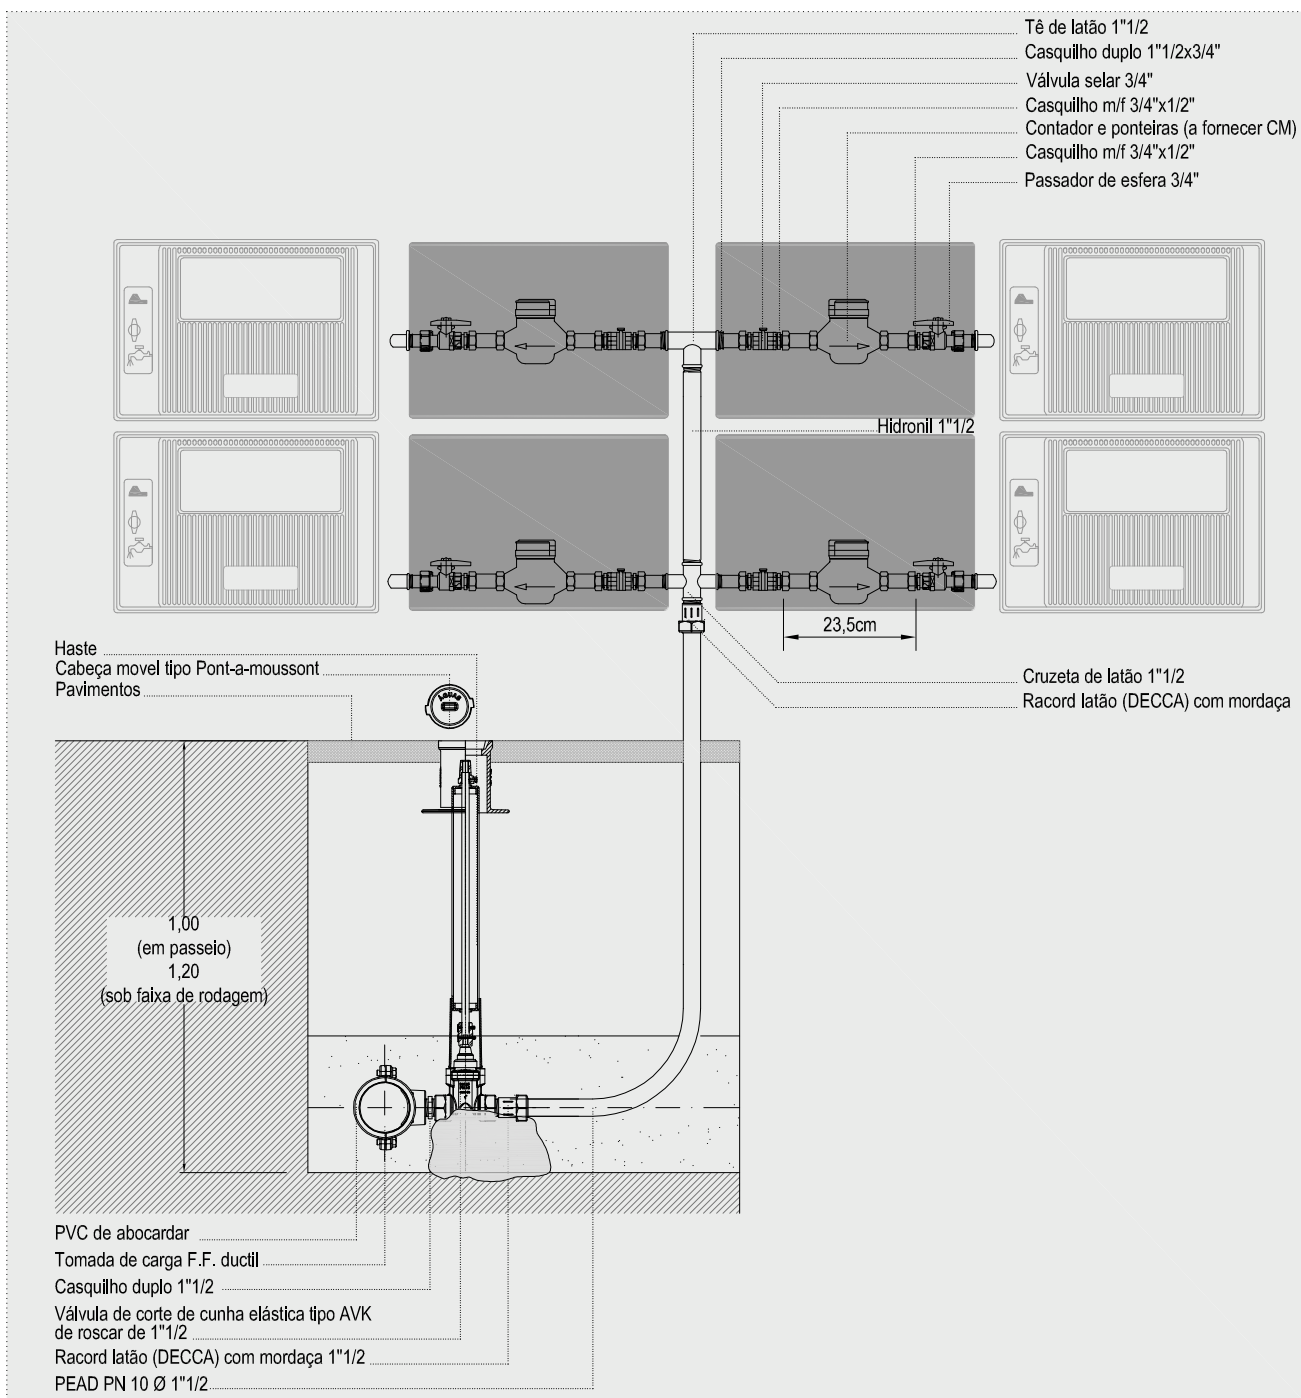 Tê de latão 1"1/2
Casquilho duplo 1"1/2x3/4"
Válvula selar 3/4"
Casquilho m/f 3/4"x1/2"
Contador e ponteiras (a fornecer CM)
Casquilho m/f 3/4"x1/2"
Passador de esfera 3/4"
Hidronil 1"1/2
23,5cm
Haste
Cabeça movel tipo Pont-a-moussont
Pavimentos
Cruzeta de latão 1"1/2
Racord latão (DECCA) com mordaça
AGUAS
1,00
(em passeio)
1,20
(sob faixa de rodagem)
PVC de abocardar
Tomada de carga F.F. ductil
Casquilho duplo 1"1/2
Válvula de corte de cunha elástica tipo AVK
de roscar de 1"1/2
Racord latão (DECCA) com mordaça 1"1/2
PEAD PN 10 Ø 1"1/2